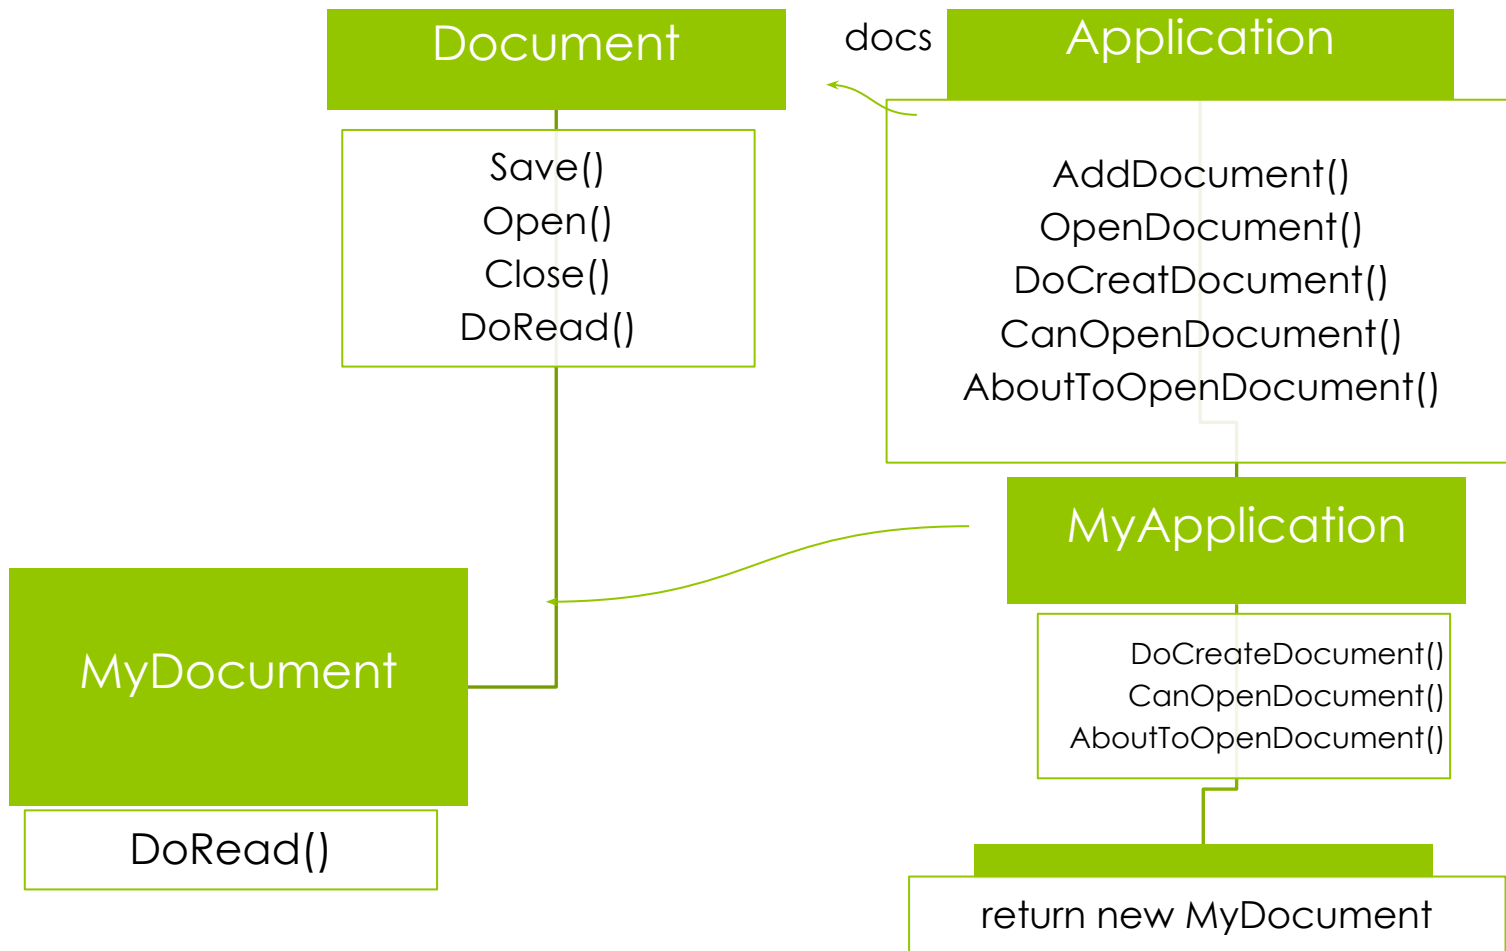 Document
Save()
Open()
Close()
DoRead()
docs
Application
AddDocument()
OpenDocument()
DoCreatDocument()
CanOpenDocument()
AboutToOpenDocument()
MyDocument
DoRead()
MyApplication
DoCreateDocument()
CanOpenDocument()
AboutToOpenDocument()
return new MyDocument